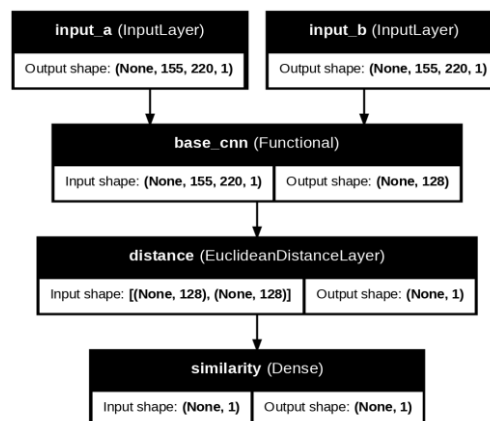 input_a (InputLayer)
Output shape: (None, 155, 220, 1)
input_b (InputLayer)
Output shape: (None, 155, 220, 1)
base_cnn (Functional)
Input shape: (None, 155, 220, 1)
Output shape: (None, 128)
distance (EuclideanDistanceLayer)
Input shape: [(None, 128), (None, 128)]
Output shape: (None, 1)
similarity (Dense)
Input shape: (None, 1)
Output shape: (None, 1)